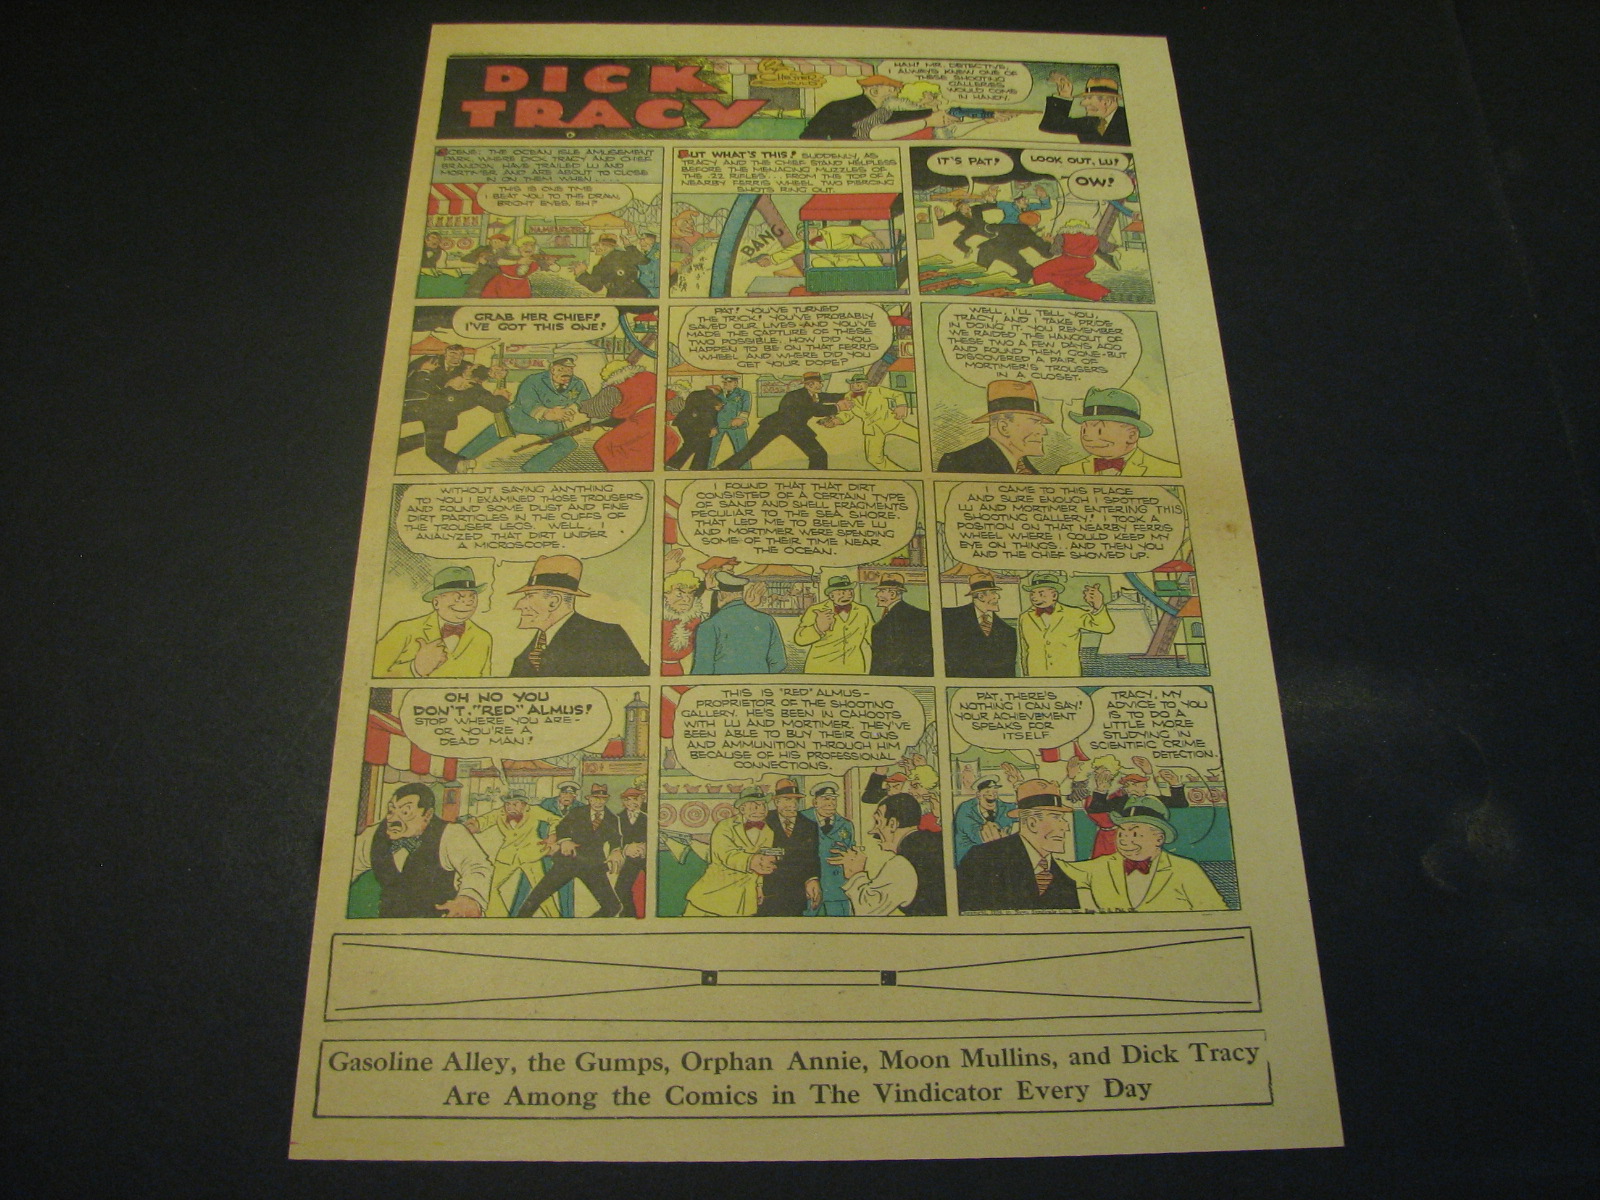 DICK
TRACY
By
CHESTER
GOULD
HAH! MR. DETECTIVE,
I ALWAYS KNEW ONE OF
THESE SHOOTING
GALLERIES
WOULD COME
IN HANDY.
SCENE: THE OCEAN ISLE AMUSEMENT
PARK, WHERE DICK TRACY AND CHIEF
BRANDON, HAVE TRAILED LU AND
MORTIMER AND ARE ABOUT TO CLOSE
IN ON THEM WHEN....
THIS IS ONE TIME
I BEAT YOU TO THE DRAW,
BRIGHT EYES, EH?
HAMBURGERS
BUT WHAT'S THIS? SUDDENLY, AS
TRACY AND THE CHIEF STAND HELPLESS
BEFORE THE MENACING MUZZLES OF
THE .22 RIFLES... FROM THE TOP OF A
NEARBY FERRIS WHEEL TWO PIERCING
SHOTS RING OUT.
BANG
IT'S PAT!
LOOK OUT, LU!
OW!
GRAB HER CHIEF!
I'VE GOT THIS ONE!
PAT! YOU'VE TURNED
THE TRICK! YOU'VE PROBABLY
SAVED OUR LIVES-AND YOU'VE
MADE THE CAPTURE OF THESE
TWO POSSIBLE. HOW DID YOU
HAPPEN TO BE ON THAT FERRIS
WHEEL AND WHERE DID YOU
GET YOUR DOPE?
WELL, I'LL TELL YOU,
TRACY, AND I TAKE PRIDE
IN DOING IT. YOU REMEMBER
WE RAIDED THE HANGOUT OF
THESE TWO A FEW DAYS AGO
AND FOUND THEM GONE-BUT
DISCOVERED A PAIR OF
MORTIMER'S TROUSERS
IN A CLOSET.
WITHOUT SAYING ANYTHING
TO YOU I EXAMINED THOSE TROUSERS
AND FOUND SOME DUST AND FINE
DIRT PARTICLES IN THE CUFFS OF
THE TROUSER LEGS. WELL, I
ANALYZED THAT DIRT UNDER
A MICROSCOPE.
I FOUND THAT THAT DIRT
CONSISTED OF A CERTAIN TYPE
OF SAND AND SHELL FRAGMENTS
PECULIAR TO THE SEA SHORE.
THAT LED ME TO BELIEVE LU
AND MORTIMER WERE SPENDING
SOME OF THEIR TIME NEAR
THE OCEAN.
10¢
I CAME TO THIS PLACE
AND SURE ENOUGH I SPOTTED
LU AND MORTIMER ENTERING THIS
SHOOTING GALLERY! I TOOK A
POSITION ON THAT NEARBY FERRIS
WHEEL WHERE I COULD KEEP MY
EYE ON THINGS...AND THEN YOU
AND THE CHIEF SHOWED UP.
OH NO YOU
DON'T. "RED" ALMUS!
STOP WHERE YOU ARE-
OR YOU'RE A
DEAD MAN!
THIS IS "RED" ALMUS-
PROPRIETOR OF THE SHOOTING
GALLERY. HE'S BEEN IN CAHOOTS
WITH LU AND MORTIMER. THEY'VE
BEEN ABLE TO BUY THEIR GUNS
AND AMMUNITION THROUGH HIM
BECAUSE OF HIS PROFESSIONAL
CONNECTIONS.
PAT, THERE'S
NOTHING I CAN SAY!
YOUR ACHIEVEMENT
SPEAKS FOR
ITSELF
TRACY, MY
ADVICE TO YOU
IS TO DO A
LITTLE MORE
STUDYING IN
SCIENTIFIC CRIME
DETECTION.
Gasoline Alley, the Gumps, Orphan Annie, Moon Mullins, and Dick Tracy
Are Among the Comics in The Vindicator Every Day